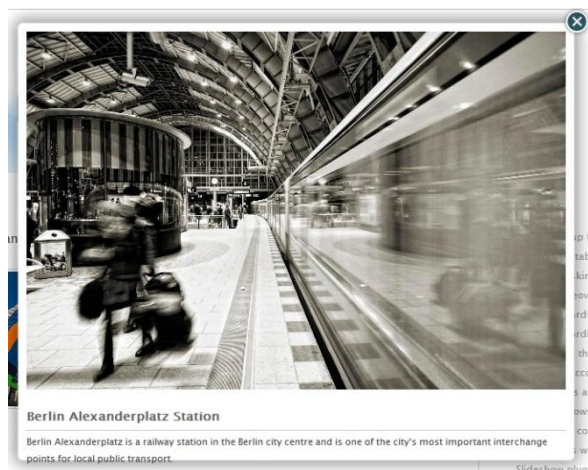 Berlin Alexanderplatz Station
Berlin Alexanderplatz is a railway station in the Berlin city centre and is one of the city's most important interchange
points for local public transport.
Slideshow